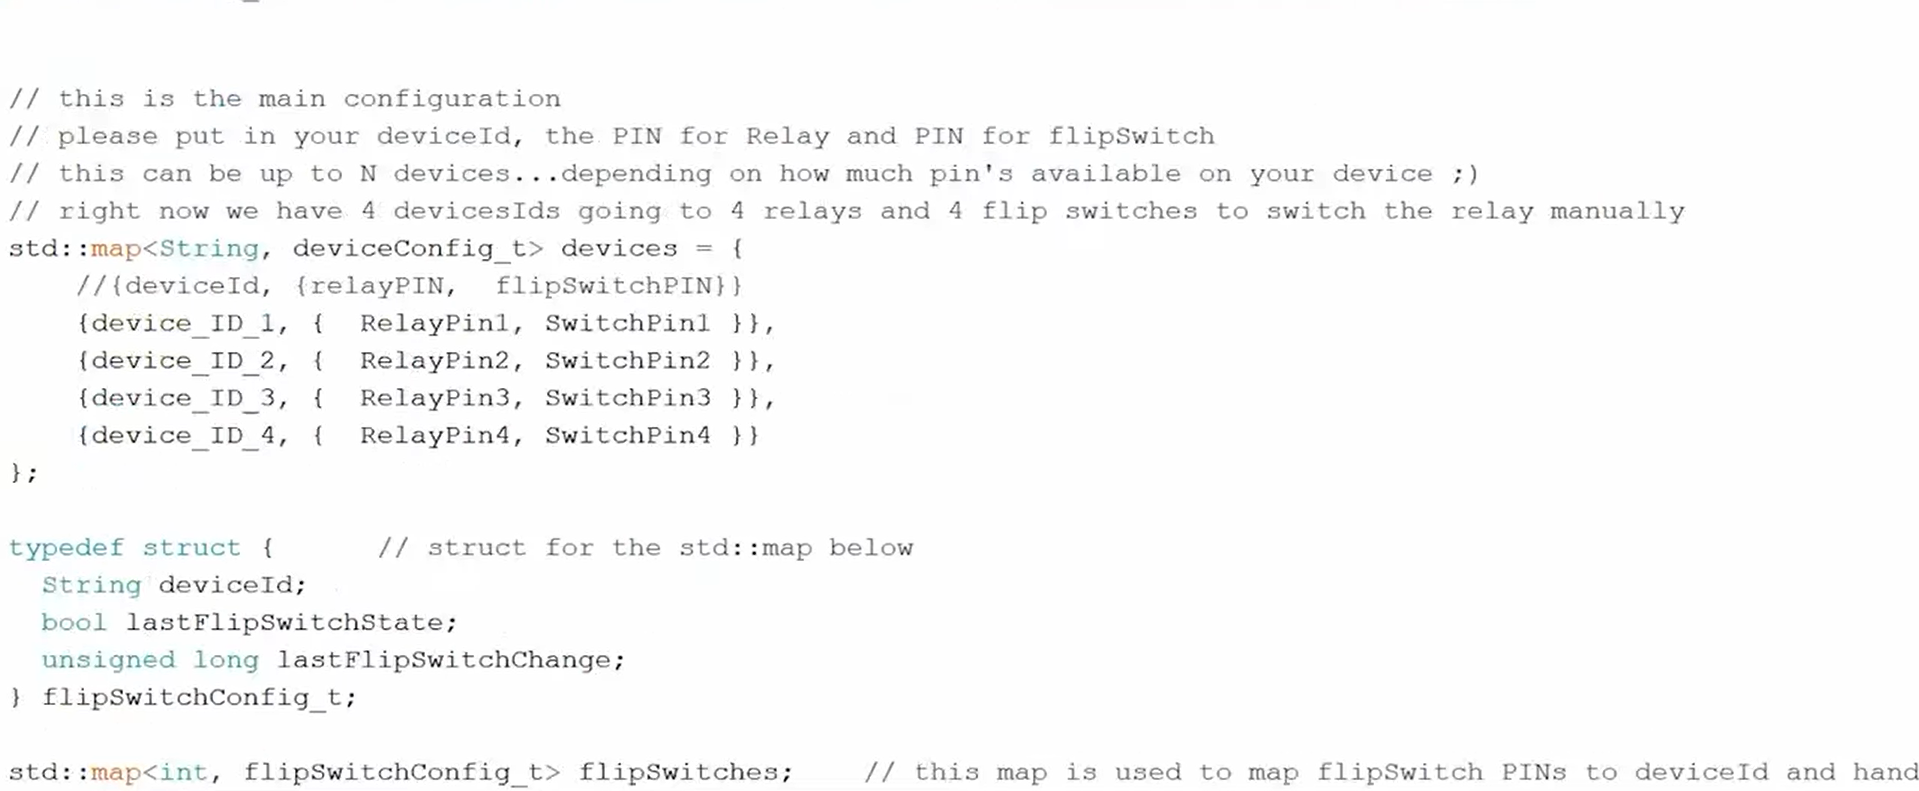 // this is the main configuration
// please put in your deviceId, the PIN for Relay and PIN for flipSwitch
// this can be up to N devices...depending on how much pin's available on your device ;)
// right now we have 4 devicesIds going to 4 relays and 4 flip switches to switch the relay manually
std::map<String, deviceConfig_t> devices = {
    //{deviceId, {relayPIN,  flipSwitchPIN}}
    {device_ID_1, {  RelayPin1, SwitchPin1 }},
    {device_ID_2, {  RelayPin2, SwitchPin2 }},
    {device_ID_3, {  RelayPin3, SwitchPin3 }},
    {device_ID_4, {  RelayPin4, SwitchPin4 }}
};
typedef struct {      // struct for the std::map below
  String deviceId;
  bool lastFlipSwitchState;
  unsigned long lastFlipSwitchChange;
} flipSwitchConfig_t;
std::map<int, flipSwitchConfig_t> flipSwitches;    // this map is used to map flipSwitch PINs to deviceId and hand